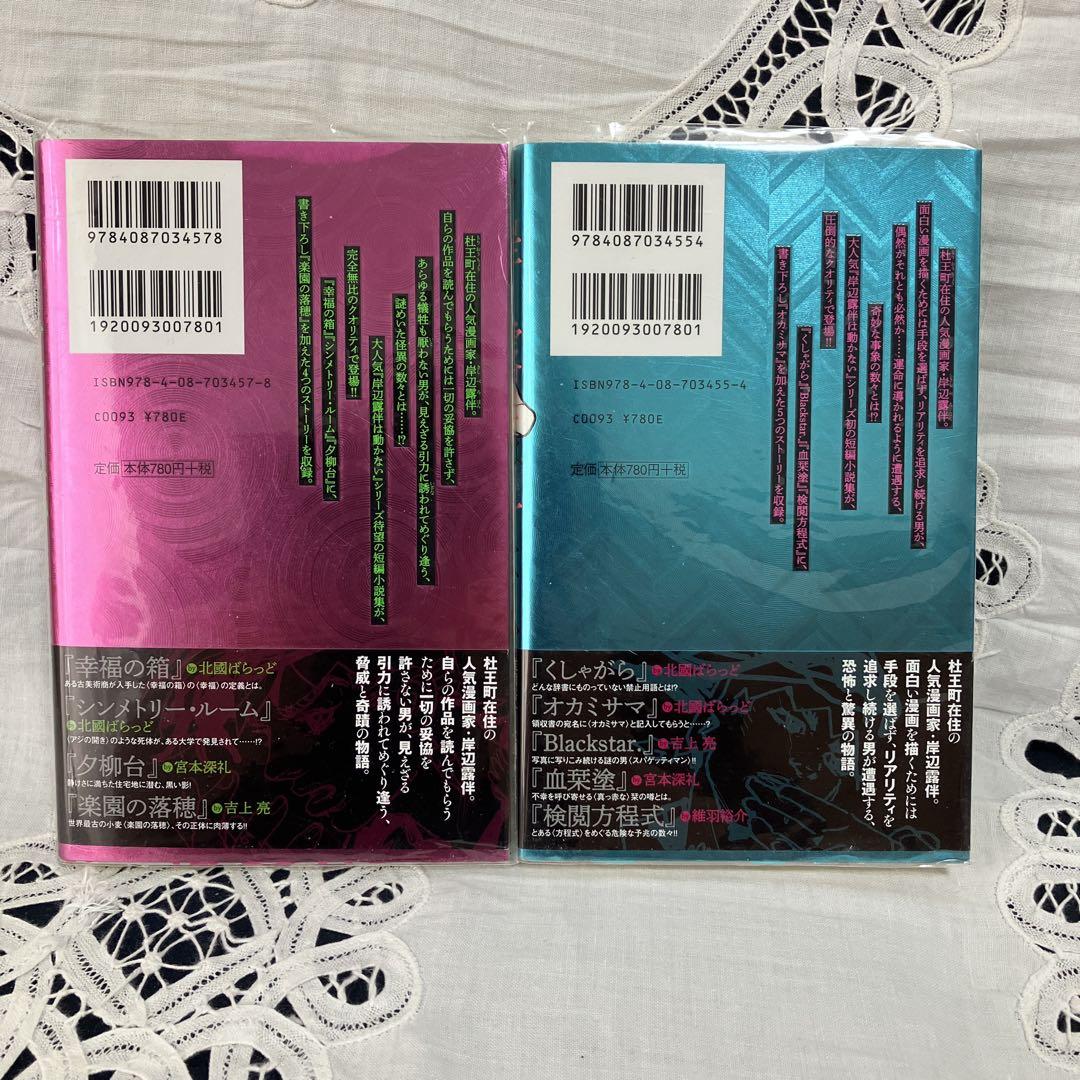 9784087034578
1920093007801
ISBN978-4-08-703457-8
C0093 ¥780E
定価 本体780円+税
杜王町在住の人気漫画家・岸辺露伴。
自らの作品を読んでもらうためには一切の妥協を許さず、
あらゆる犠牲も厭わない男が、見えざる引力に誘われてめぐり逢う、
謎めいた怪異の数々とは……!?
大人気『岸辺露伴は動かない』シリーズ待望の短編小説集が、
完全無比のクオリティで登場!!
『幸福の箱』『シンメトリー・ルーム』『夕柳台』に、
書き下ろし『楽園の落穂』を加えた4つのストーリーを収録。
『幸福の箱』by北國ばらっど
ある古美術商が入手した〈幸福の箱〉の〈幸福〉の定義とは。
『シンメトリー・ルーム』
by北國ばらっど
〈アジの開き〉のような死体が、ある大学で発見されて……!?
『夕柳台』by宮本深礼
静けさに満ちた住宅地に潜む、黒い影!
『楽園の落穂』by吉上 亮
世界最古の小麦〈楽園の落穂〉、その正体に肉薄する!!
杜王町在住の
人気漫画家・岸辺露伴。
自らの作品を読んでもらう
ために一切の妥協を
許さない男が、見えざる
引力に誘われてめぐり逢う、
脅威と奇蹟の物語。
9784087034554
1920093007801
ISBN978-4-08-703455-4
C0093 ¥780E
定価 本体780円+税
杜王町在住の人気漫画家・岸辺露伴。
面白い漫画を描くためには手段を選ばず、リアリティを追求し続ける男が、
偶然がそれとも必然か……運命に導かれるように遭遇する、
奇妙な事象の数々とは!?
大人気『岸辺露伴は動かない』シリーズ初の短編小説集が、
圧倒的なクオリティで登場!!
『くしゃがら』『Blackstar.』『血栞塗』『検閲方程式』に、
書き下ろし『オカミサマ』を加えた5つのストーリーを収録。
『くしゃがら』by北國ばらっど
どんな辞書にものっていない禁止用語とは!?
『オカミサマ』by北國ばらっど
領収書の宛名に〈オカミサマ〉と記入してもらうと……?
『Blackstar.』by吉上 亮
写真に写りこみ続ける謎の男〈スパゲッティマン〉!
『血栞塗』by宮本深礼
不幸を呼び寄せる〈真っ赤な〉栞の噂とは。
『検閲方程式』by維羽裕介
とある〈方程式〉をめぐる危険な予兆の数々!!
杜王町在住の
人気漫画家・岸辺露伴。
面白い漫画を描くためには
手段を選ばず、リアリティを
追求し続ける男が遭遇する、
恐怖と驚異の物語。